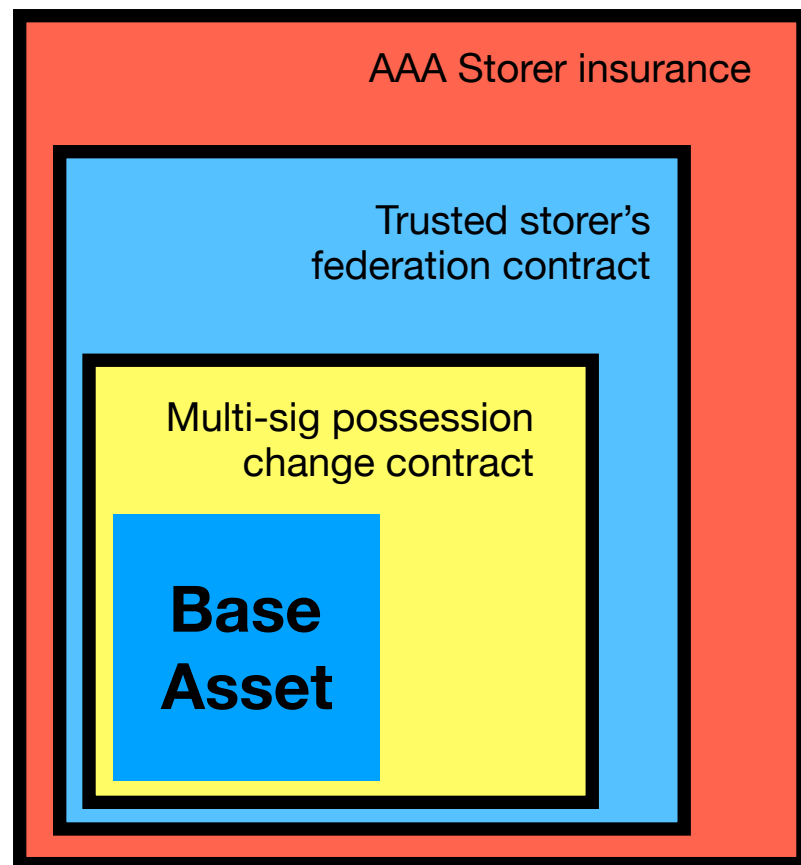 AAA Storer insurance
Trusted storer’s
federation contract
Multi-sig possession
change contract
Base
Asset